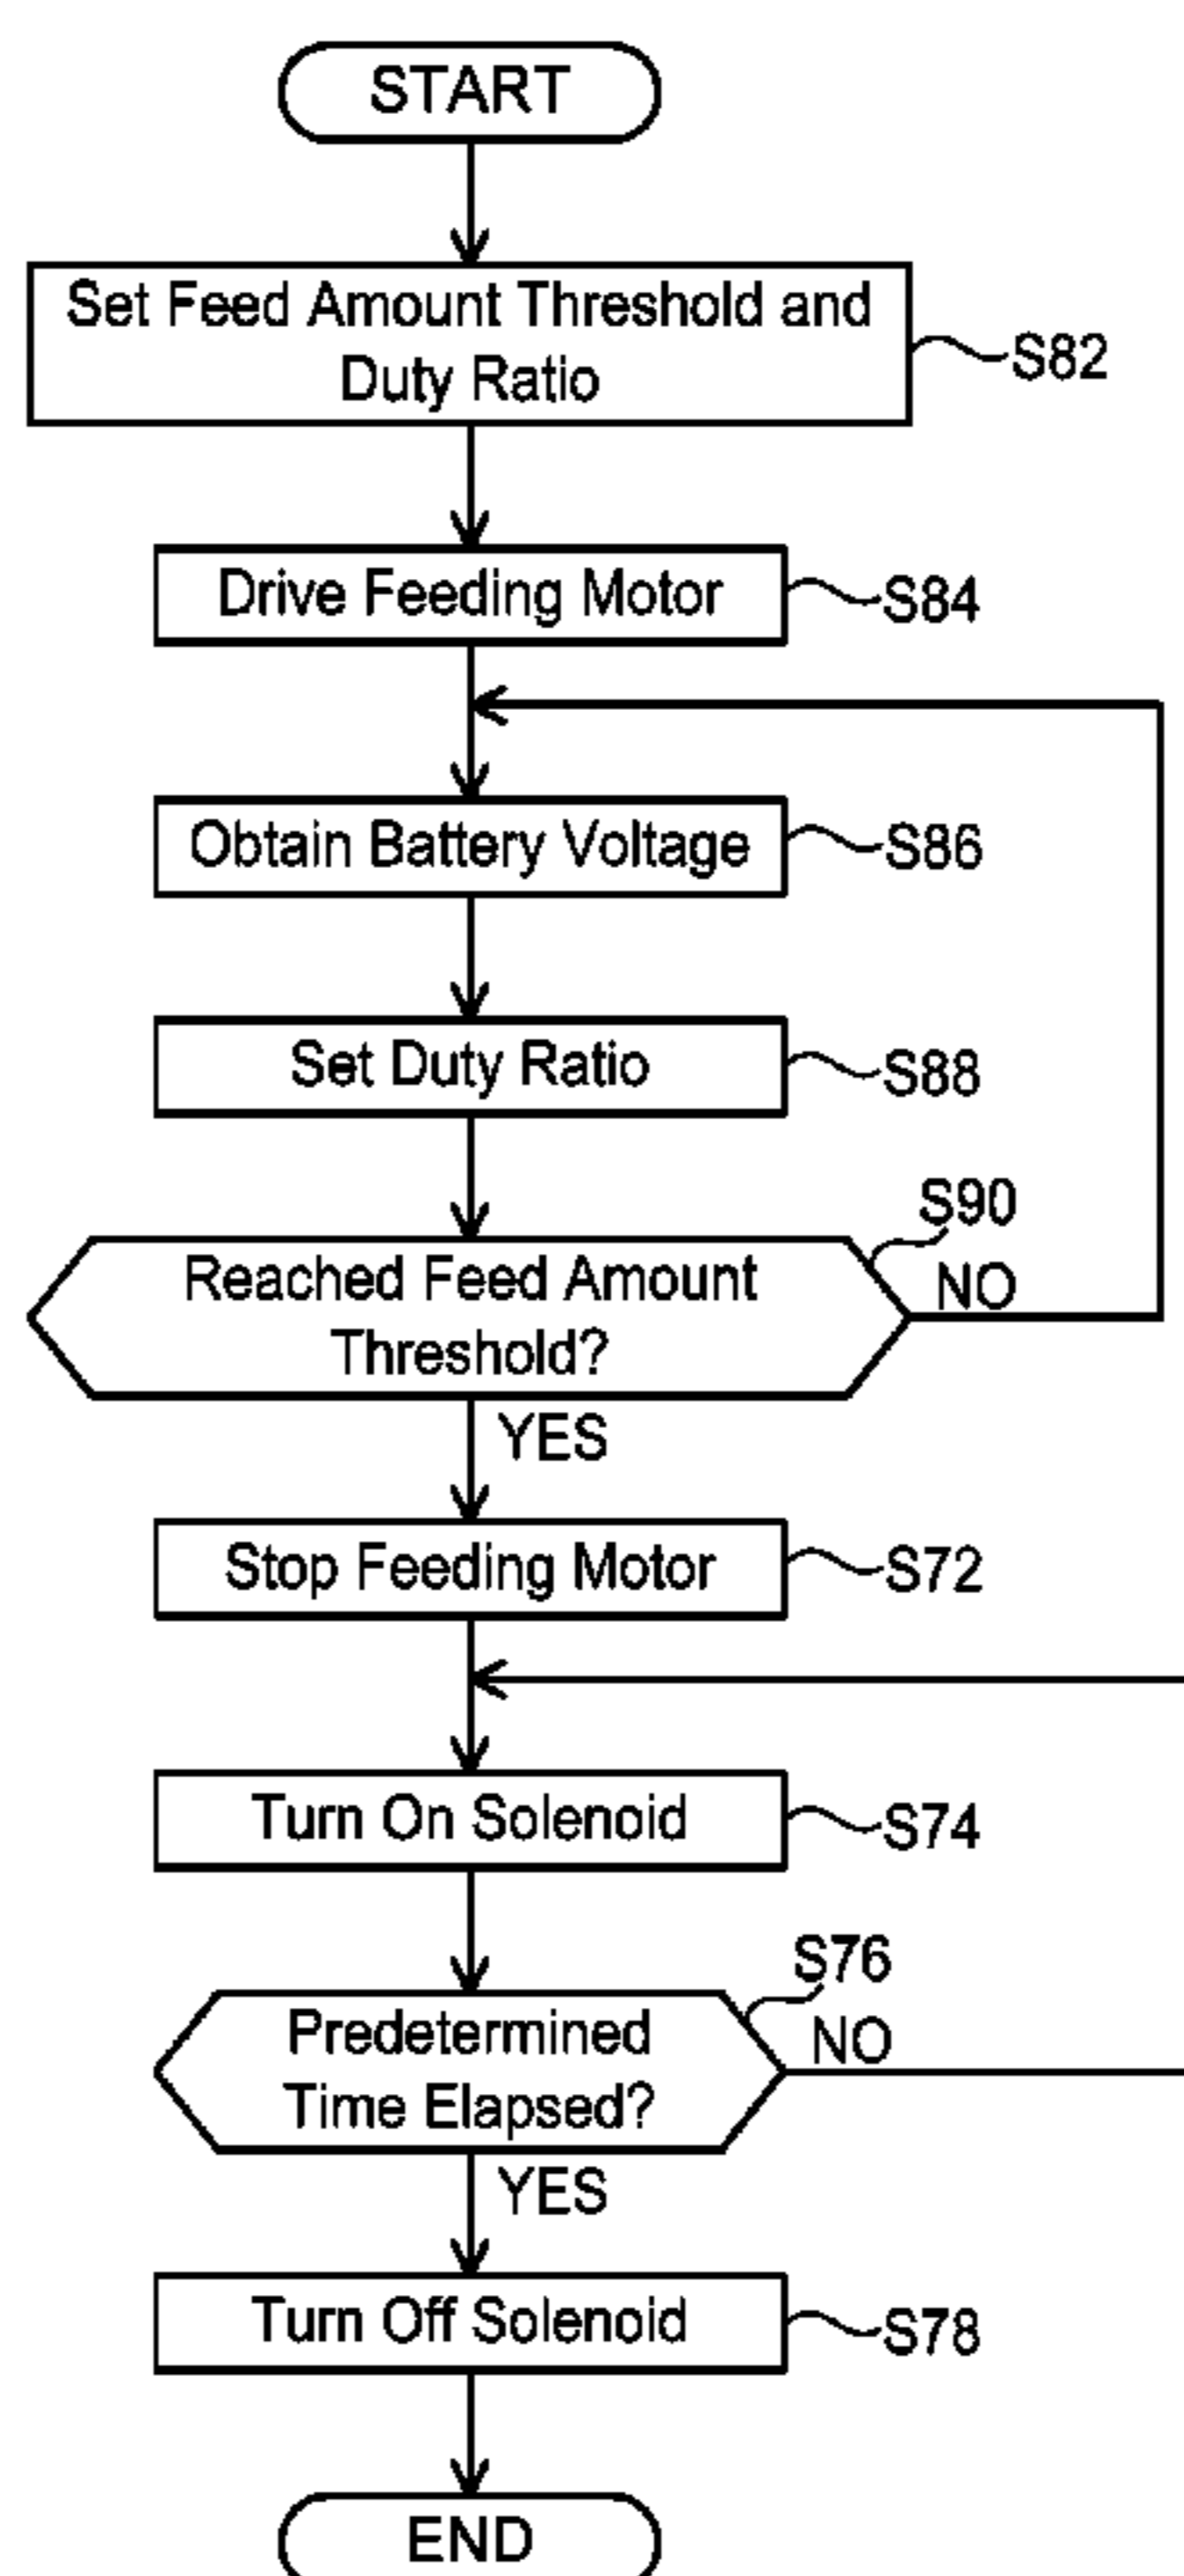 START
Set Feed Amount Threshold and
Duty Ratio
S82
Drive Feeding Motor
S84
Obtain Battery Voltage
S86
Set Duty Ratio
S88
S90
Reached Feed Amount
Threshold?
NO
YES
Stop Feeding Motor
S72
Turn On Solenoid
S74
S76
Predetermined
Time Elapsed?
NO
YES
Turn Off Solenoid
S78
END